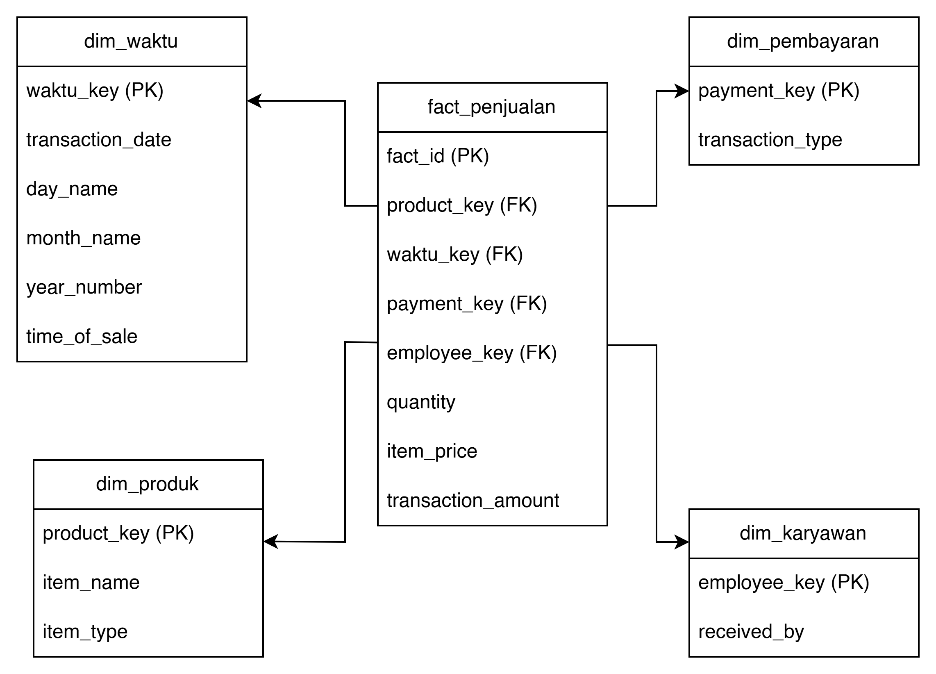 dim_waktu
waktu_key (PK)
transaction_date
day_name
month_name
year_number
time_of_sale
fact_penjualan
fact_id (PK)
product_key (FK)
waktu_key (FK)
payment_key (FK)
employee_key (FK)
quantity
item_price
transaction_amount
dim_pembayaran
payment_key (PK)
transaction_type
dim_produk
product_key (PK)
item_name
item_type
dim_karyawan
employee_key (PK)
received_by